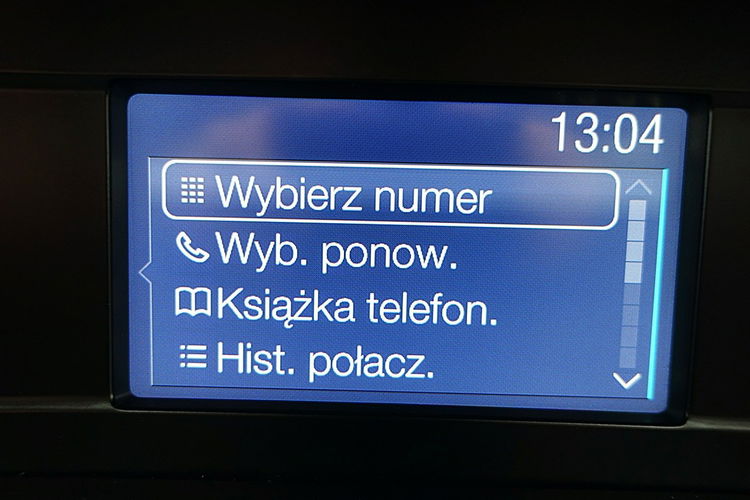 13:04
Wybierz numer
Wyb. ponow.
Książka telefon.
Hist. połacz.